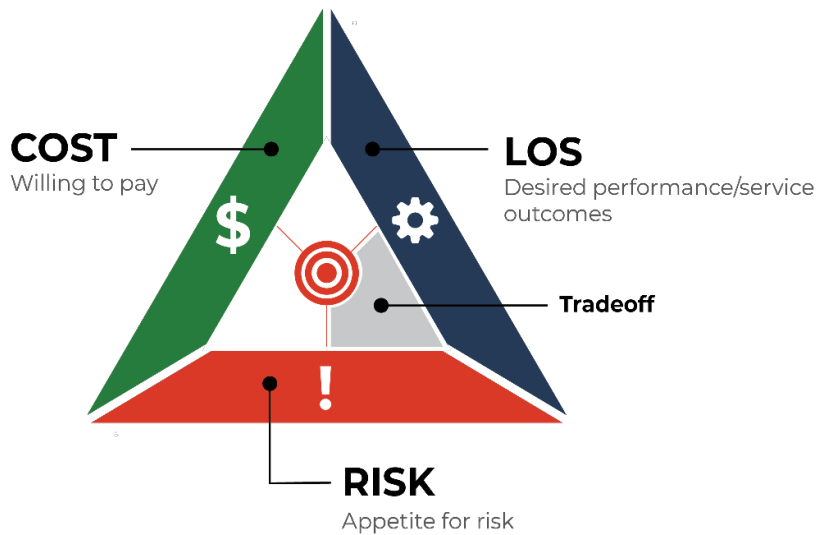 COST
Willing to pay
$
LOS
Desired performance/service
outcomes
Tradeoff
!
RISK
Appetite for risk